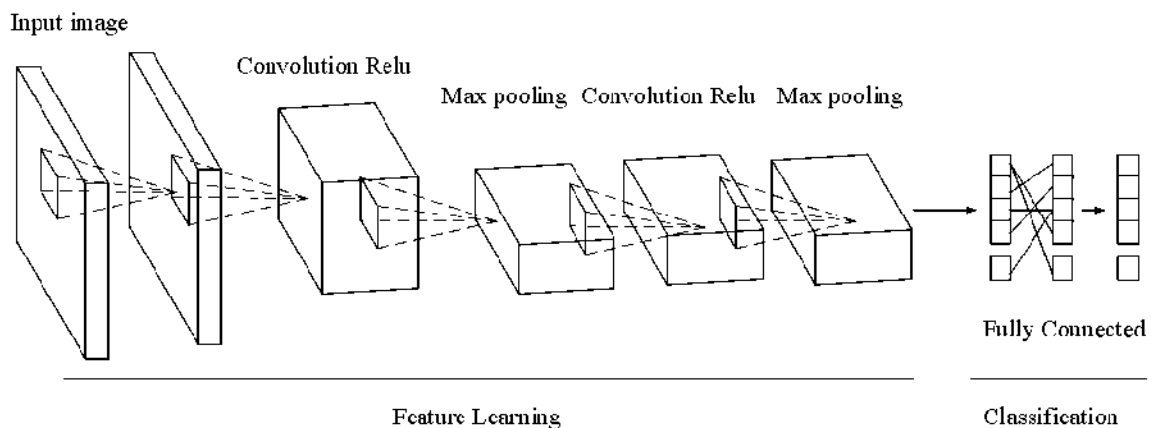 Input image
Convolution Relu
Max pooling
Convolution Relu
Max pooling
Fully Connected
Feature Learning
Classification